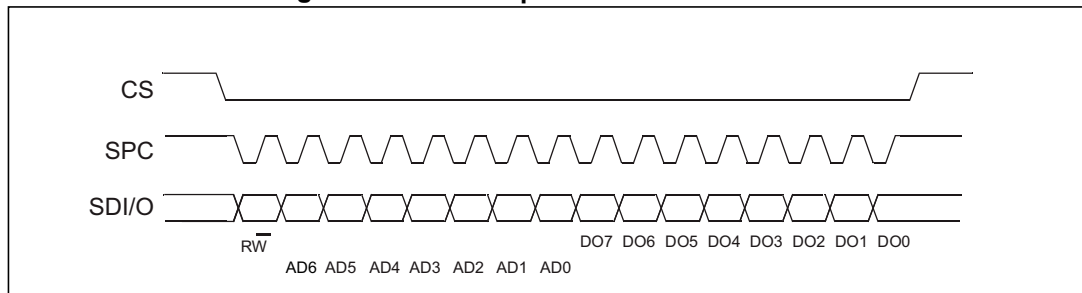 CS
SPC
SDI/O
RW
DO7 DO6 DO5 DO4 DO3 DO2 DO1 DO0
AD6 AD5 AD4 AD3 AD2 AD1 AD0